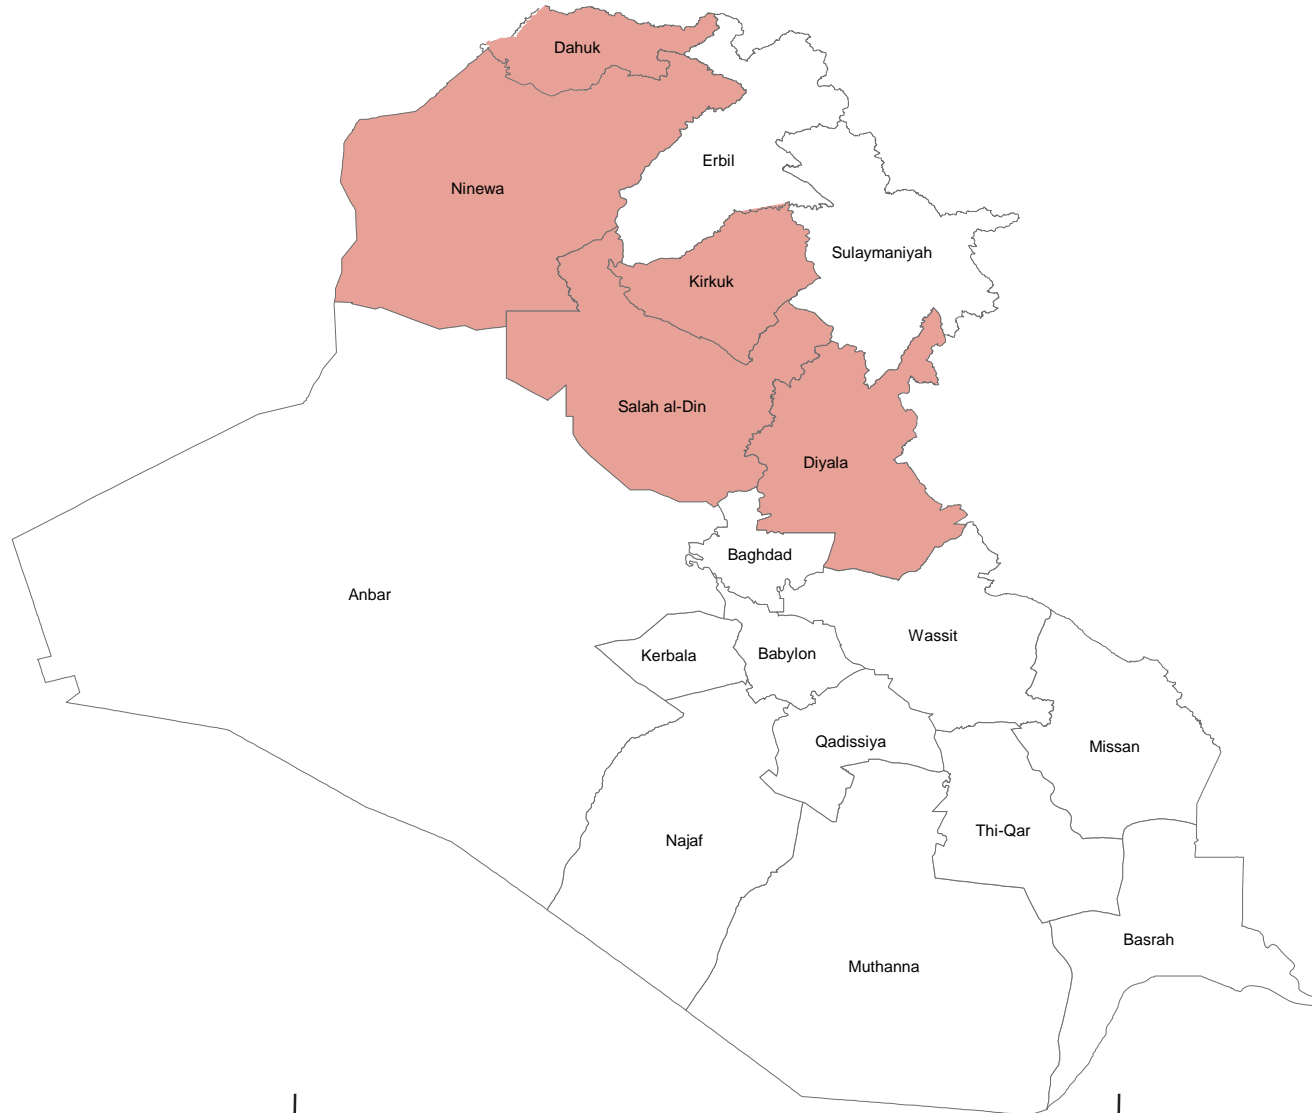 Dahuk
Erbil
Ninewa
Sulaymaniyah
Kirkuk
Salah al-Din
Diyala
Baghdad
Anbar
Wassit
Kerbala
Babylon
Qadissiya
Missan
Thi-Qar
Najaf
Basrah
Muthanna